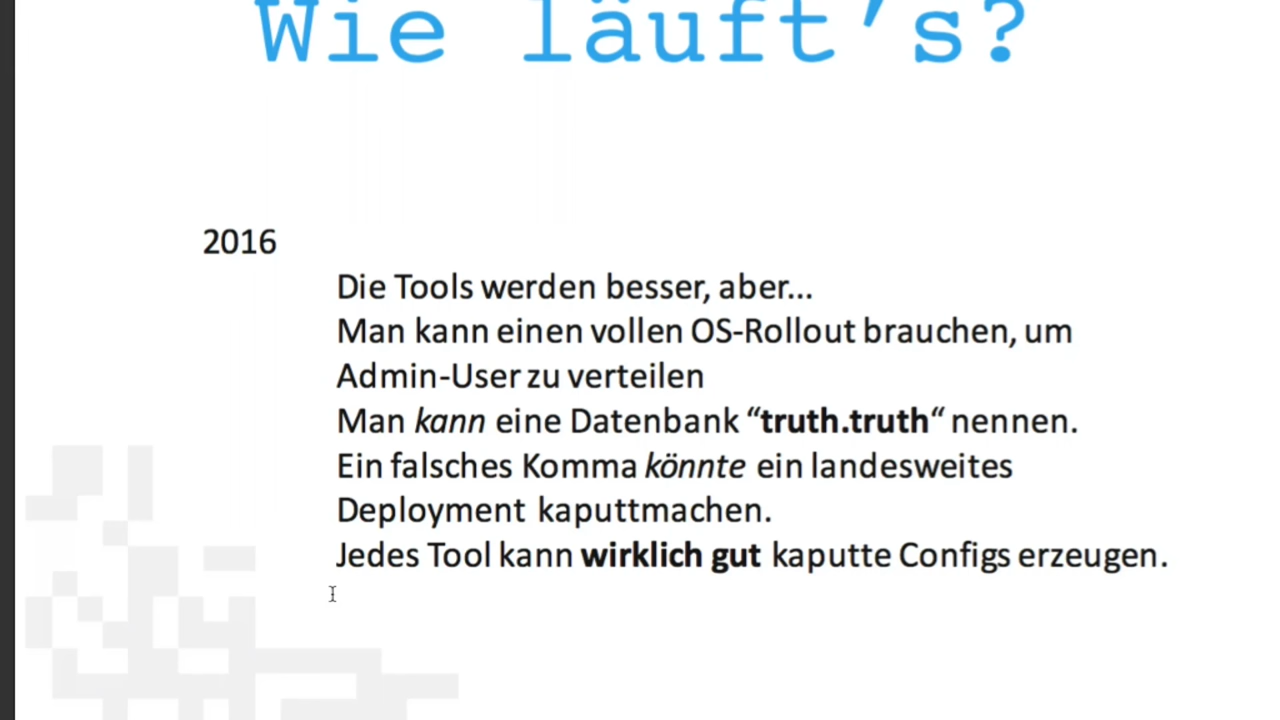 Wie läuft’s?
2016
Die Tools werden besser, aber...
Man kann einen vollen OS-Rollout brauchen, um
Admin-User zu verteilen
Man kann eine Datenbank “truth.truth“ nennen.
Ein falsches Komma könnte ein landesweites
Deployment kaputtmachen.
Jedes Tool kann wirklich gut kaputte Configs erzeugen.